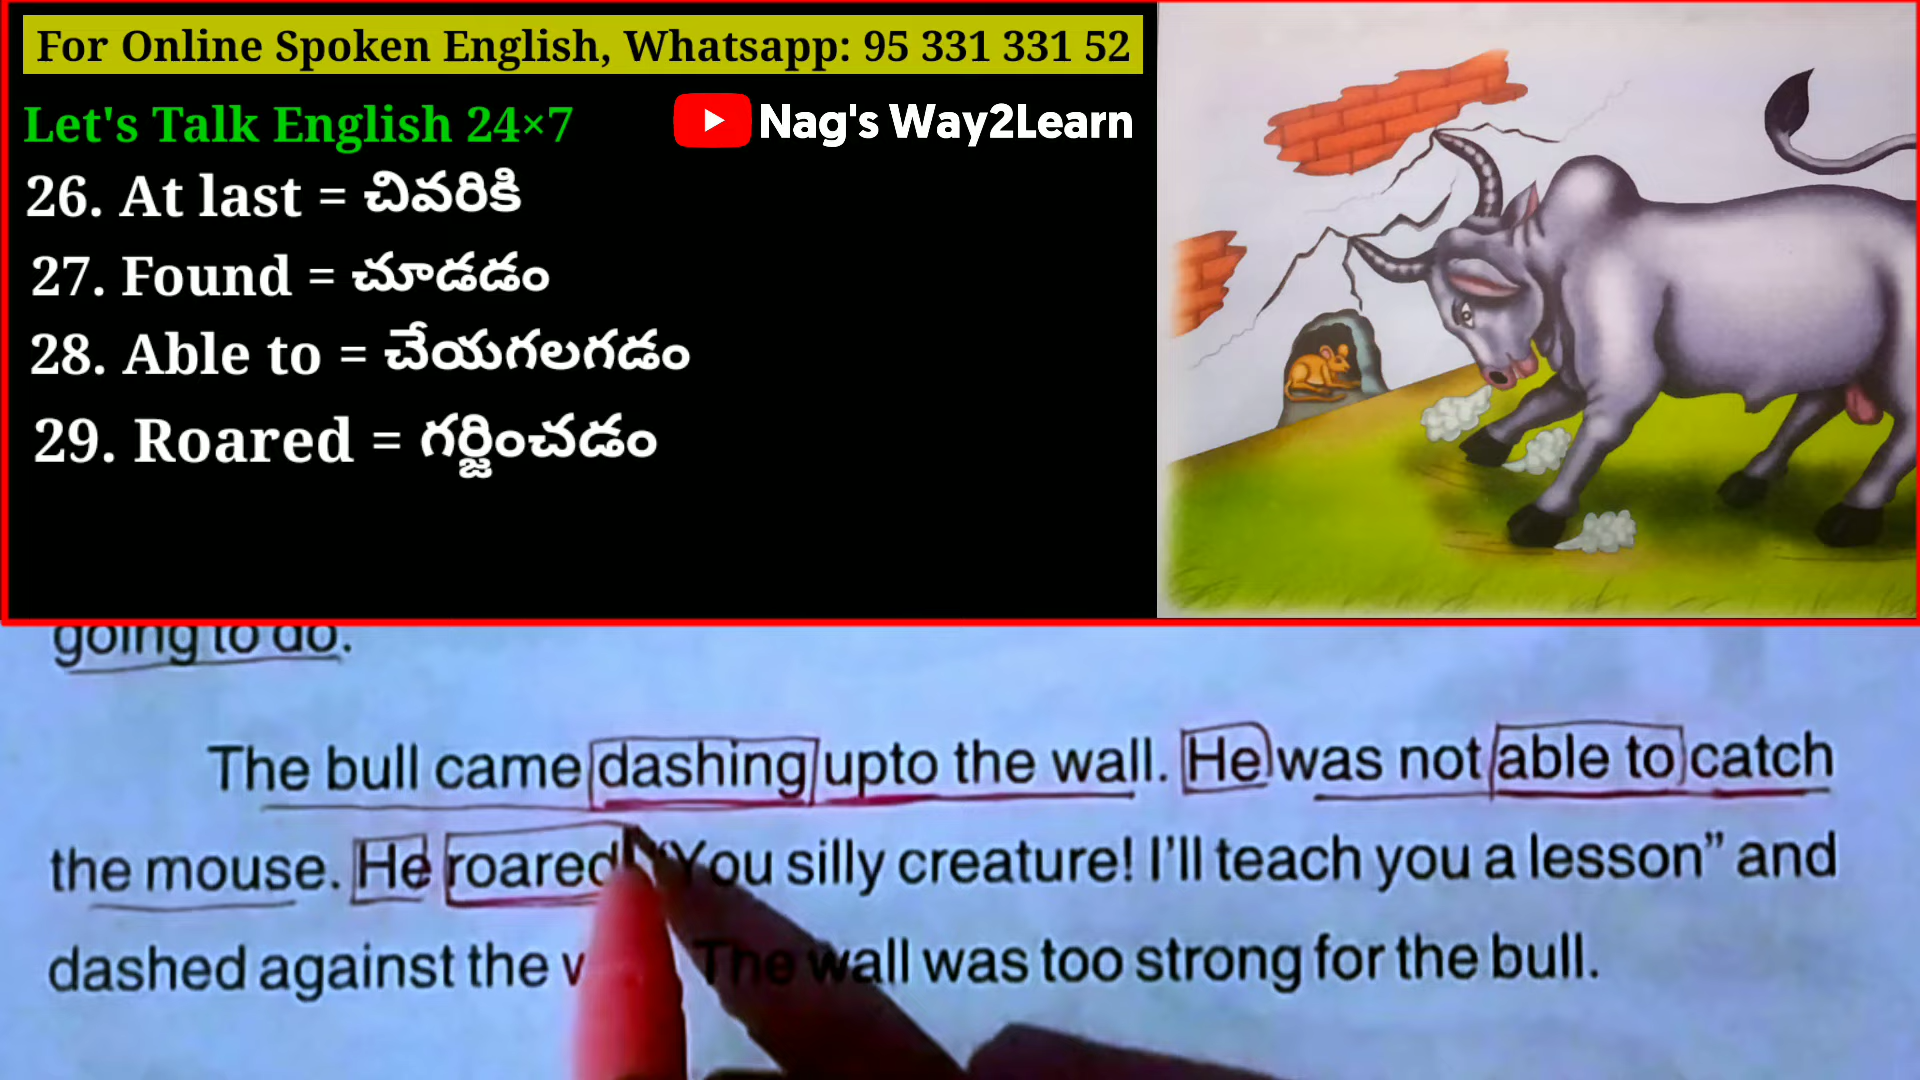 For Online Spoken English, Whatsapp: 95 331 331 52
Let's Talk English 24×7
Nag's Way2Learn
26. At last = చివరికి
27. Found = చూడడం
28. Able to = చేయగలగడం
29. Roared = గర్జించడం
going to do.
The bull came dashing upto the wall. He was not able to catch
the mouse. He roared, “You silly creature! I’ll teach you a lesson” and
dashed against the The wall was too strong for the bull.